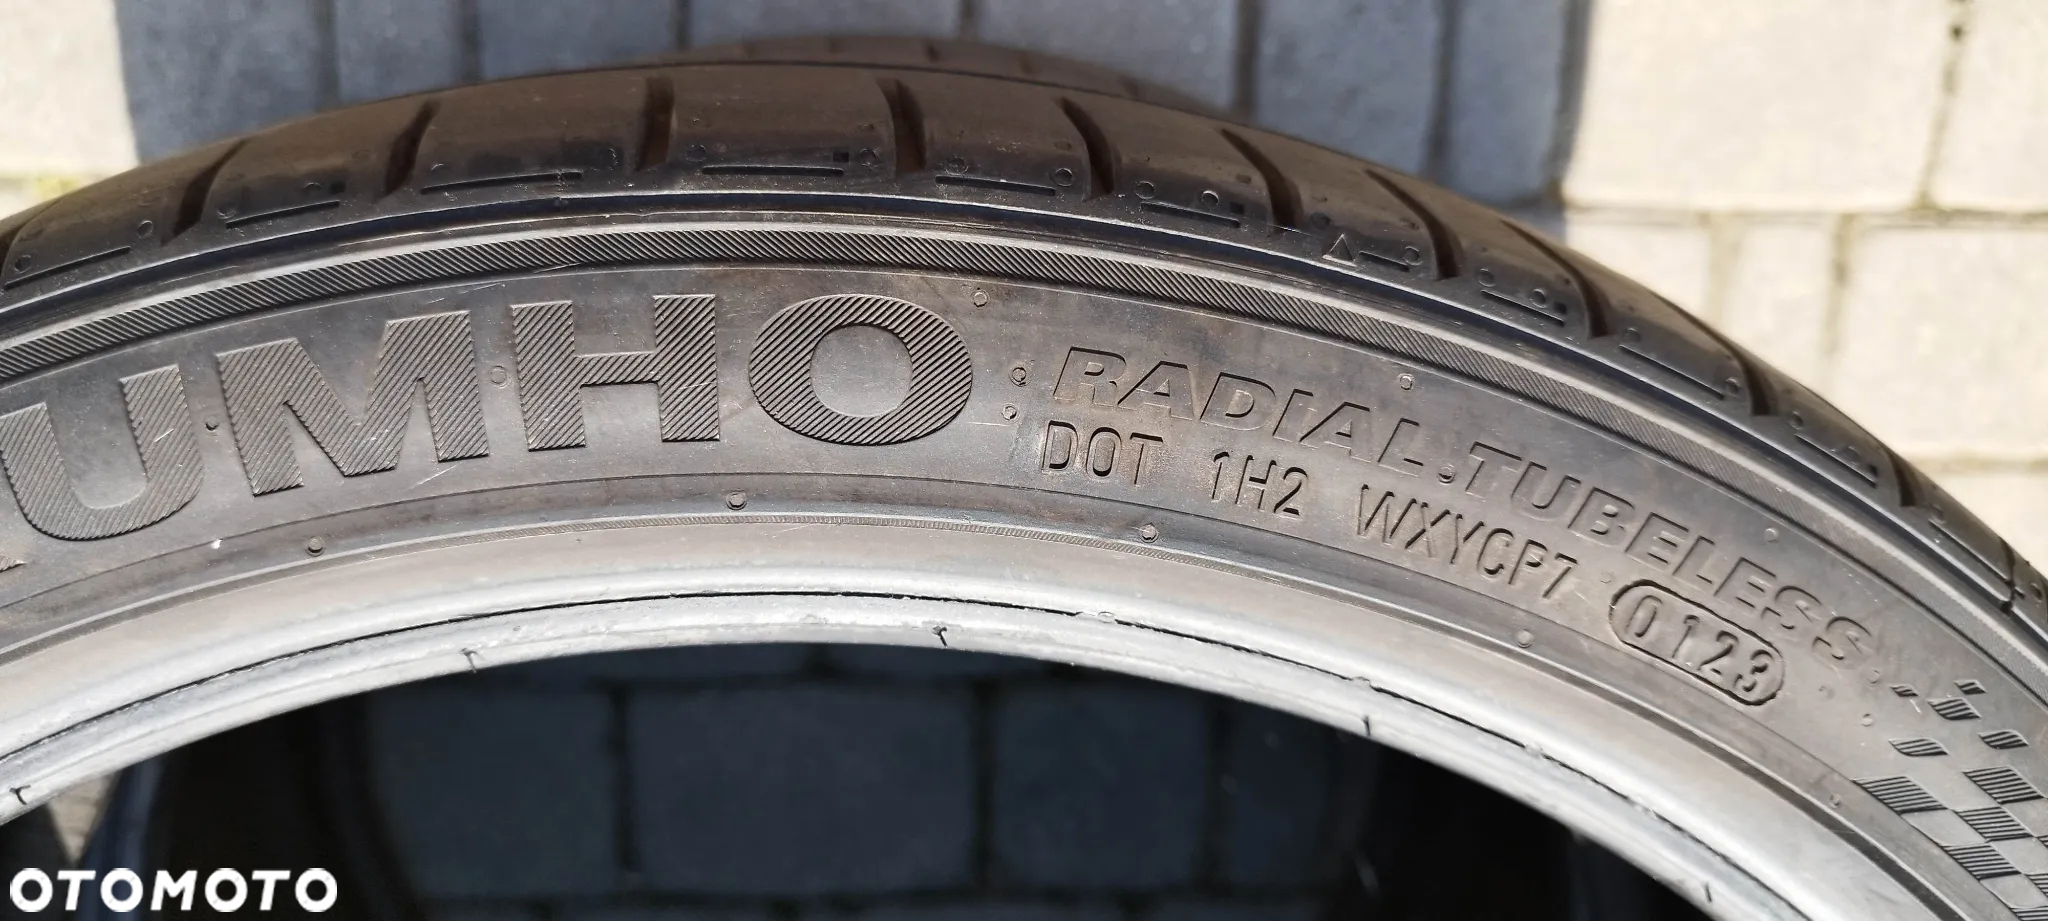 UMHO
RADIAL TUBELESS
DOT 1H2 WXYCP7 0123
OTOMOTO